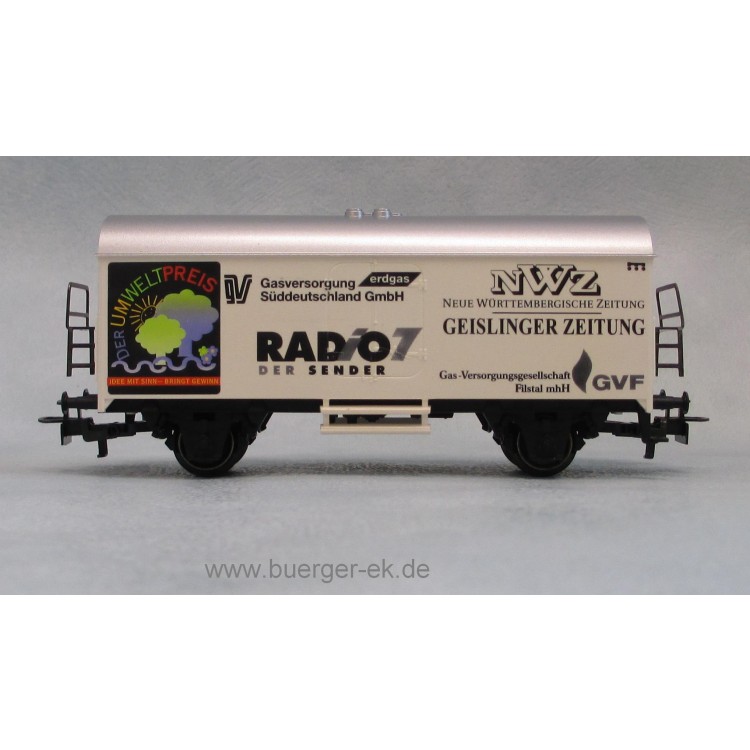 DER UMWELTPREIS
IDEE MIT SINN – BRINGT GEWINN
GV
Gasversorgung
Süddeutschland GmbH
erdgas
RADIO 7
DER SENDER
NWZ
NEUE WÜRTTEMBERGISCHE ZEITUNG
GEISLINGER ZEITUNG
Gas-Versorgungsgesellschaft
Filstal mbH
GVF
www.buerger-ek.de